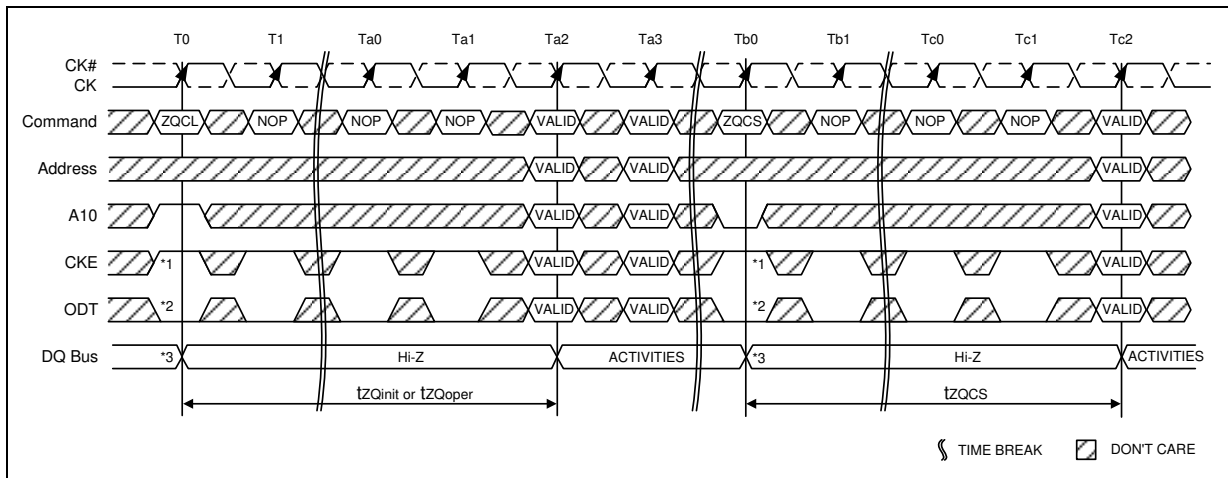 T0 T1 Ta0 Ta1 Ta2 Ta3 Tb0 Tb1 Tc0 Tc1 Tc2
CK#
CK
Command ZQCL NOP NOP NOP VALID VALID ZQCS NOP NOP NOP VALID
Address VALID VALID VALID
A10 VALID VALID VALID
CKE *1 VALID VALID *1 VALID
ODT *2 VALID VALID *2 VALID
DQ Bus *3 Hi-Z ACTIVITIES *3 Hi-Z ACTIVITIES
tZQinit or tZQoper tZQCS
TIME BREAK DON'T CARE